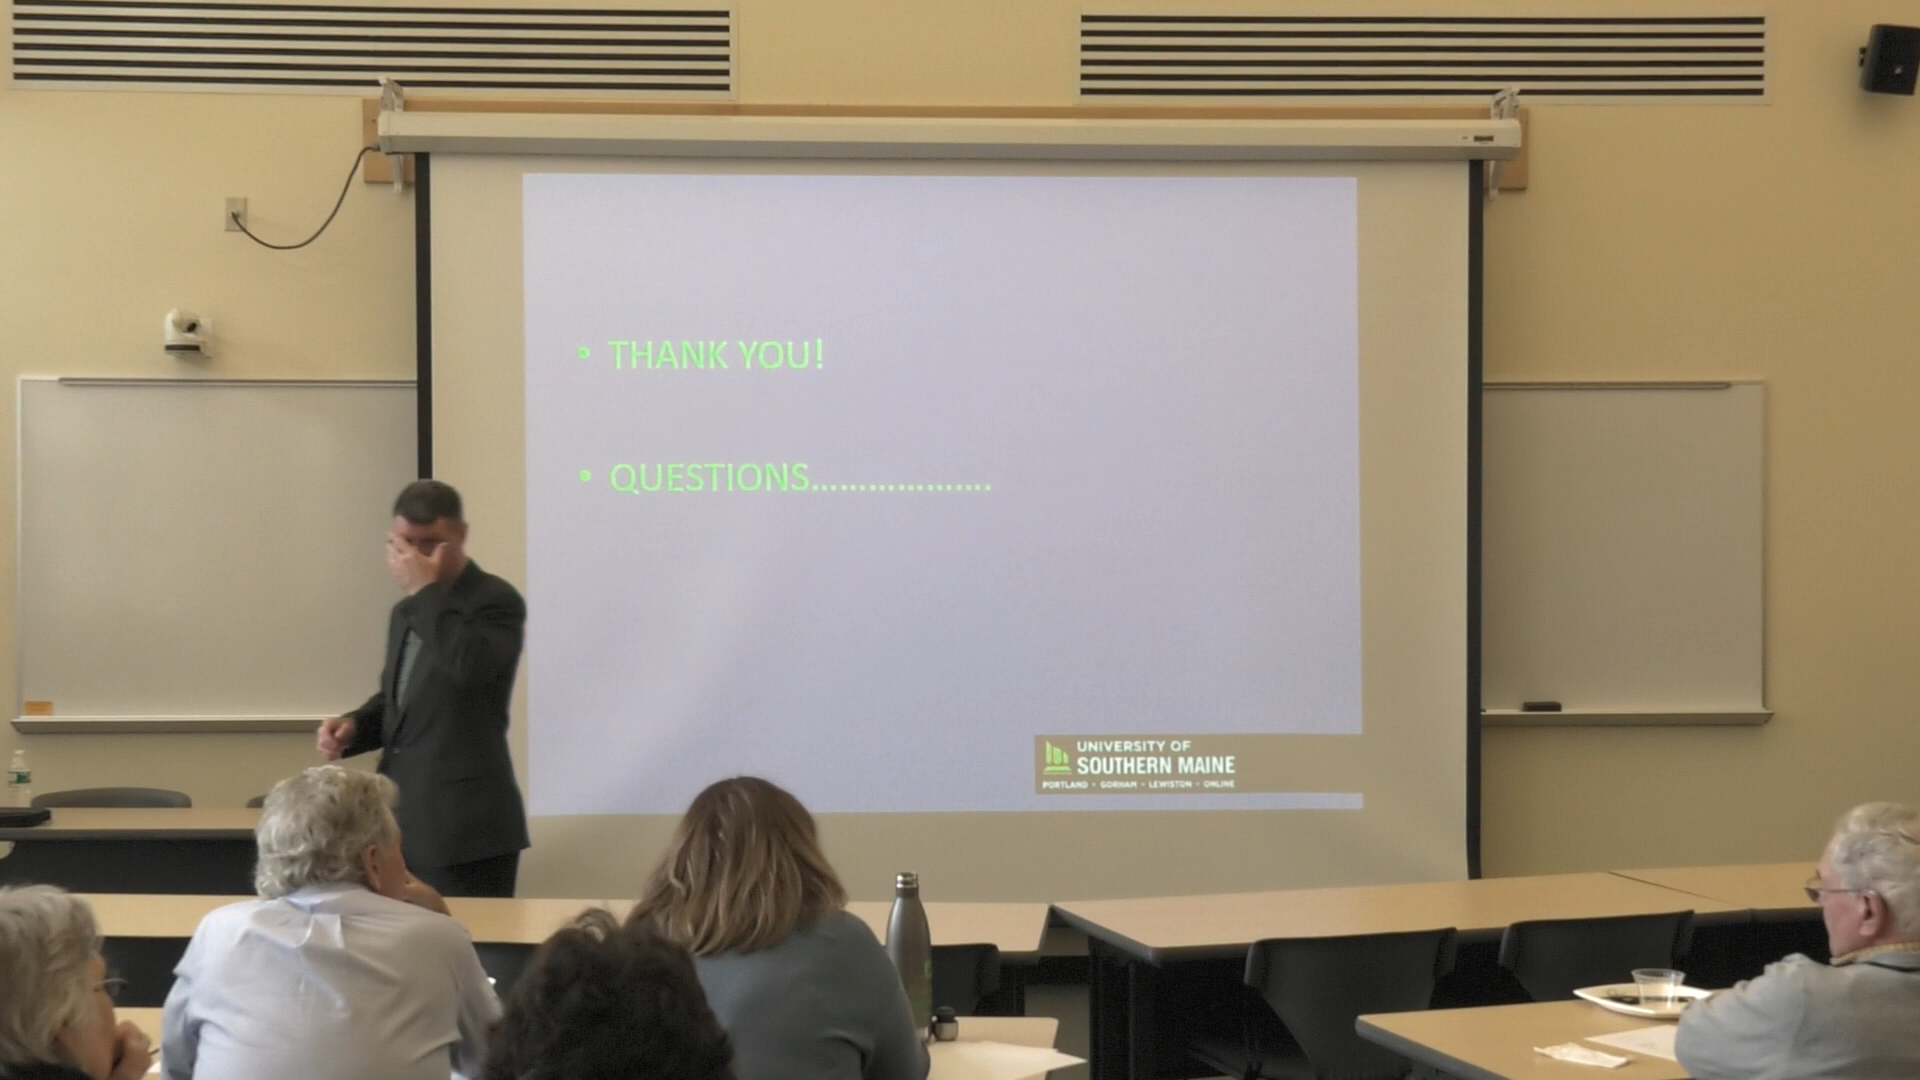 • THANK YOU!
• QUESTIONS...................
UNIVERSITY OF
SOUTHERN MAINE
PORTLAND • GORHAM • LEWISTON • ONLINE